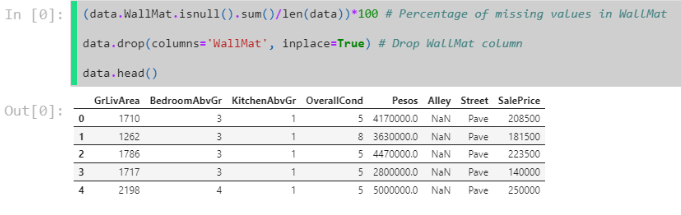 In [0]: (data.WallMat.isnull().sum()/len(data))*100 # Percentage of missing values in WallMat
data.drop(columns='WallMat', inplace=True) # Drop WallMat column
data.head()
Out[0]:
GrLivArea BedroomAbvGr KitchenAbvGr OverallCond Pesos Alley Street SalePrice
0 1710 3 1 5 4170000.0 NaN Pave 208500
1 1262 3 1 8 3630000.0 NaN Pave 181500
2 1786 3 1 5 4470000.0 NaN Pave 223500
3 1717 3 1 5 2800000.0 NaN Pave 140000
4 2198 4 1 5 5000000.0 NaN Pave 250000